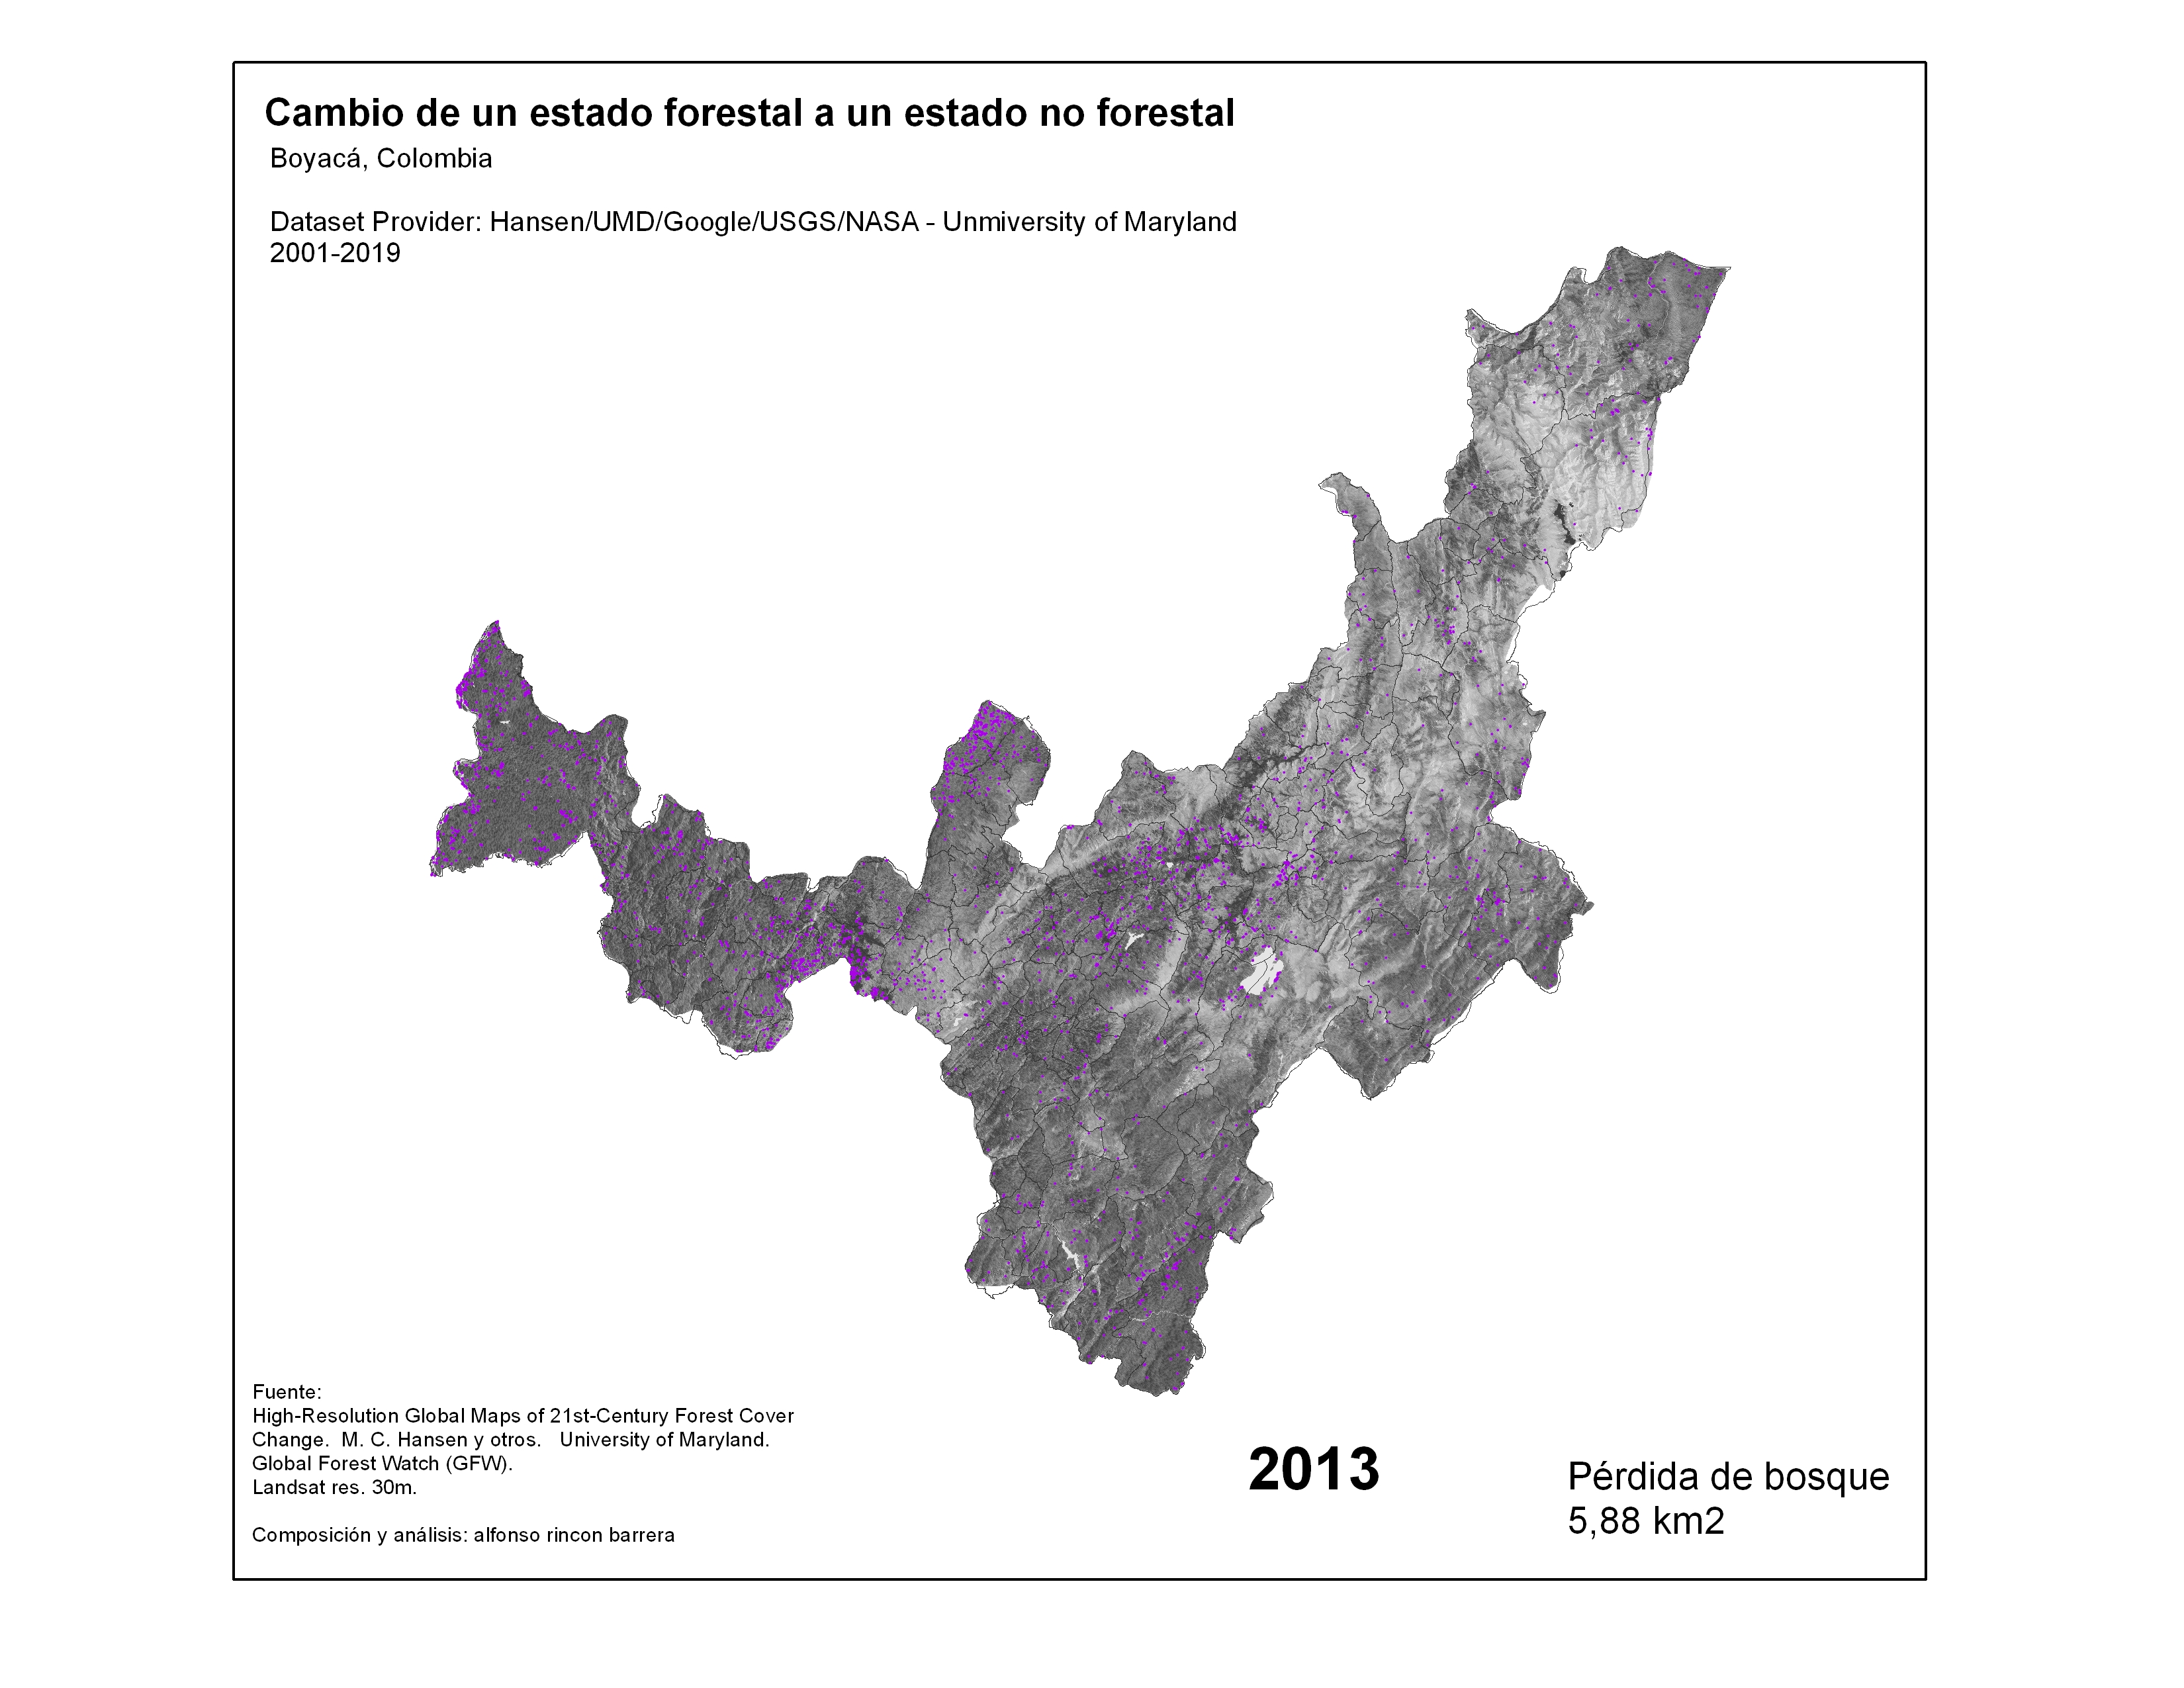 Cambio de un estado forestal a un estado no forestal
Boyacá, Colombia
Dataset Provider: Hansen/UMD/Google/USGS/NASA - Unmiversity of Maryland
2001-2019
Fuente:
High-Resolution Global Maps of 21st-Century Forest Cover
Change. M. C. Hansen y otros. University of Maryland.
Global Forest Watch (GFW).
Landsat res. 30m.
Composición y análisis: alfonso rincon barrera
2013
Pérdida de bosque
5,88 km2